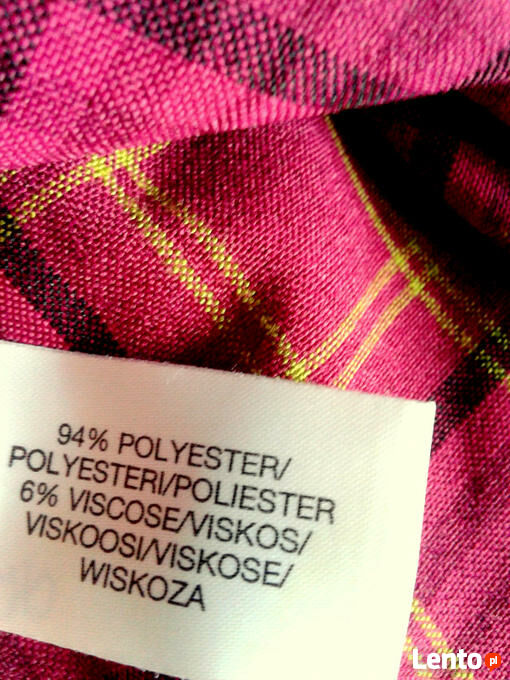 94% POLYESTER/
POLYESTERI/POLIESTER
6% VISCOSE/VISKOS/
VISKOOSI/VISKOSE/
WISKOZA
Lento.pl